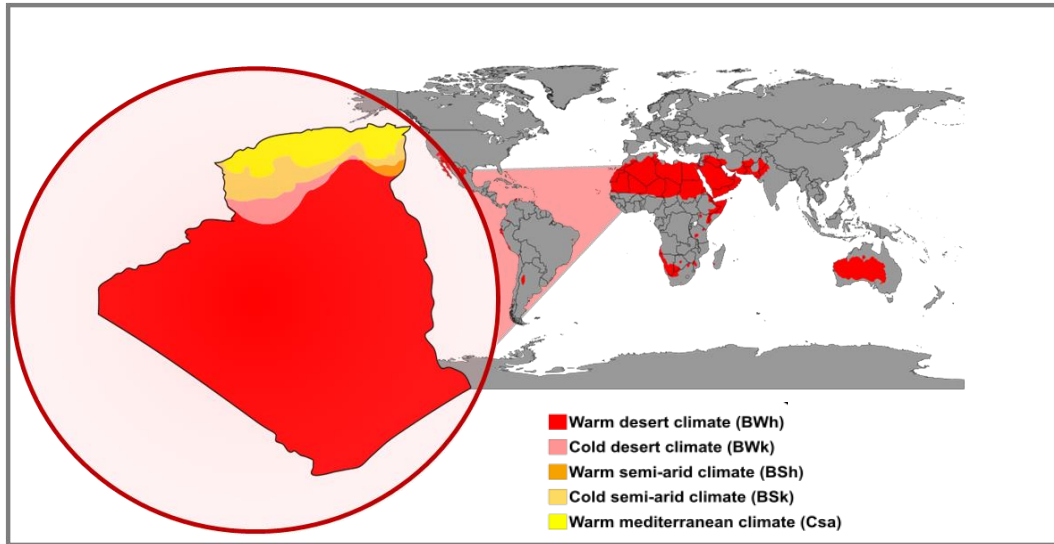 Warm desert climate (BWh)
Cold desert climate (BWk)
Warm semi-arid climate (BSh)
Cold semi-arid climate (BSk)
Warm mediterranean climate (Csa)